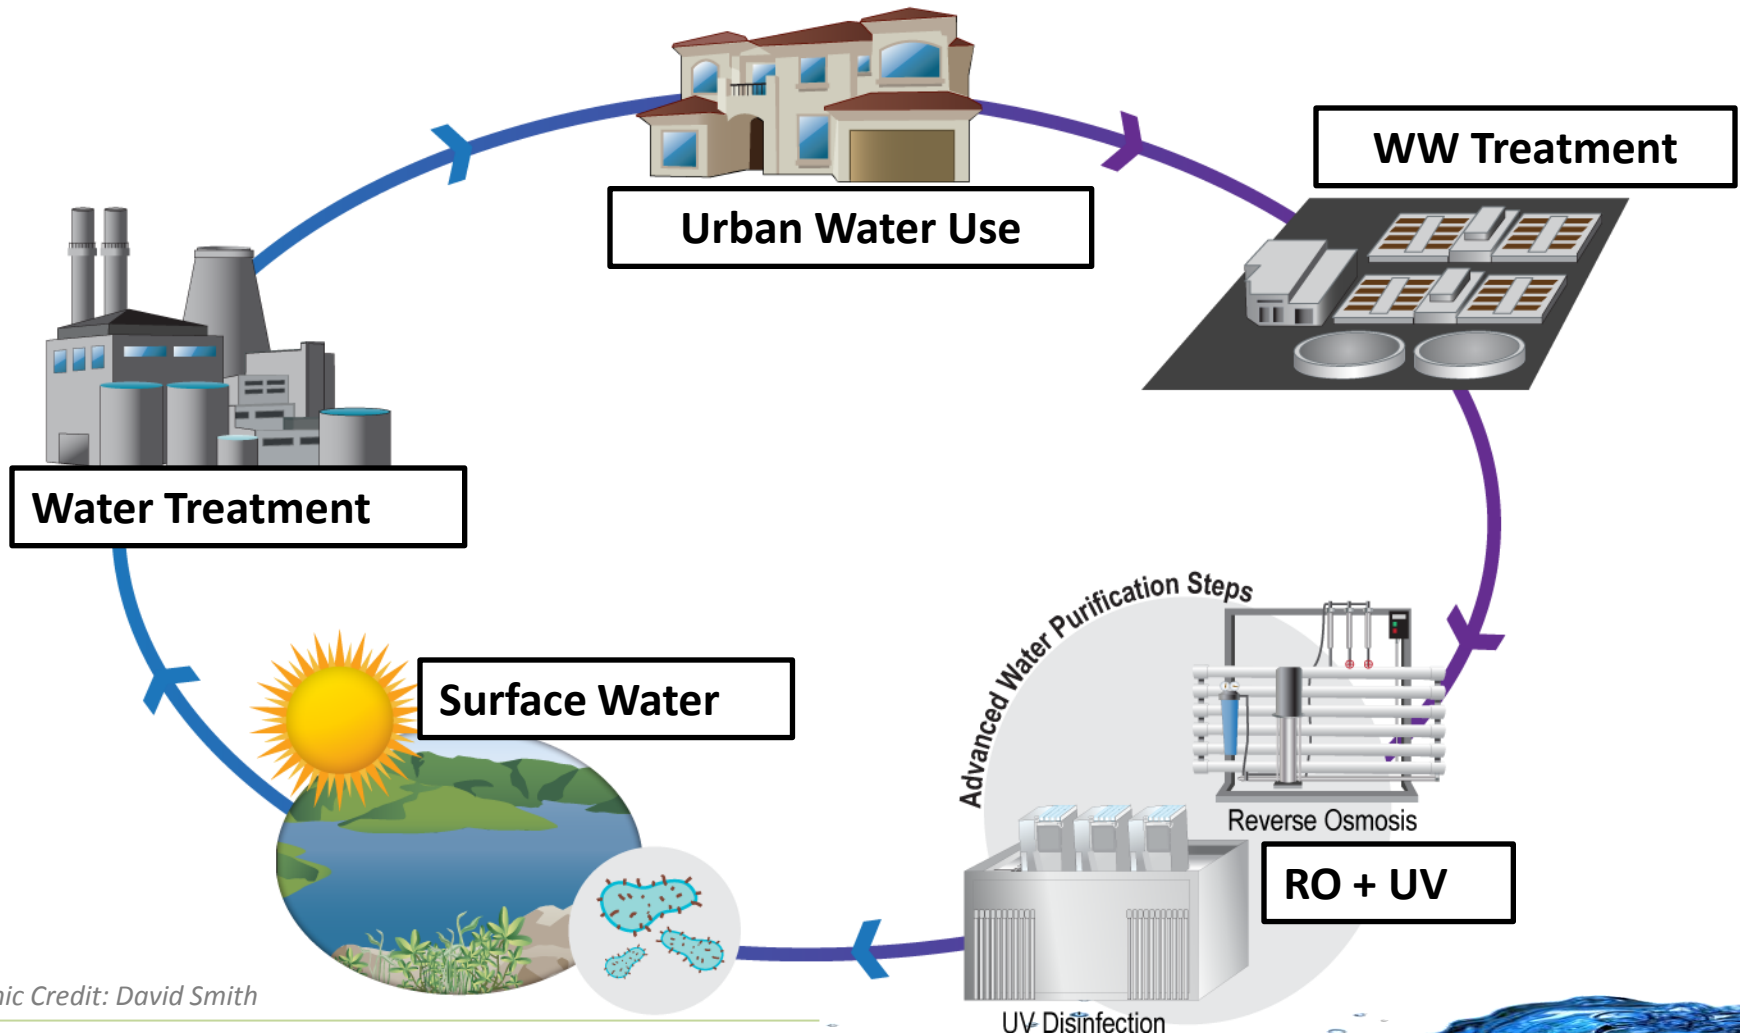 Urban Water Use
WW Treatment
Water Treatment
Advanced Water Purification Steps
Surface Water
Reverse Osmosis
RO + UV
Credit: David Smith
UV Disinfection